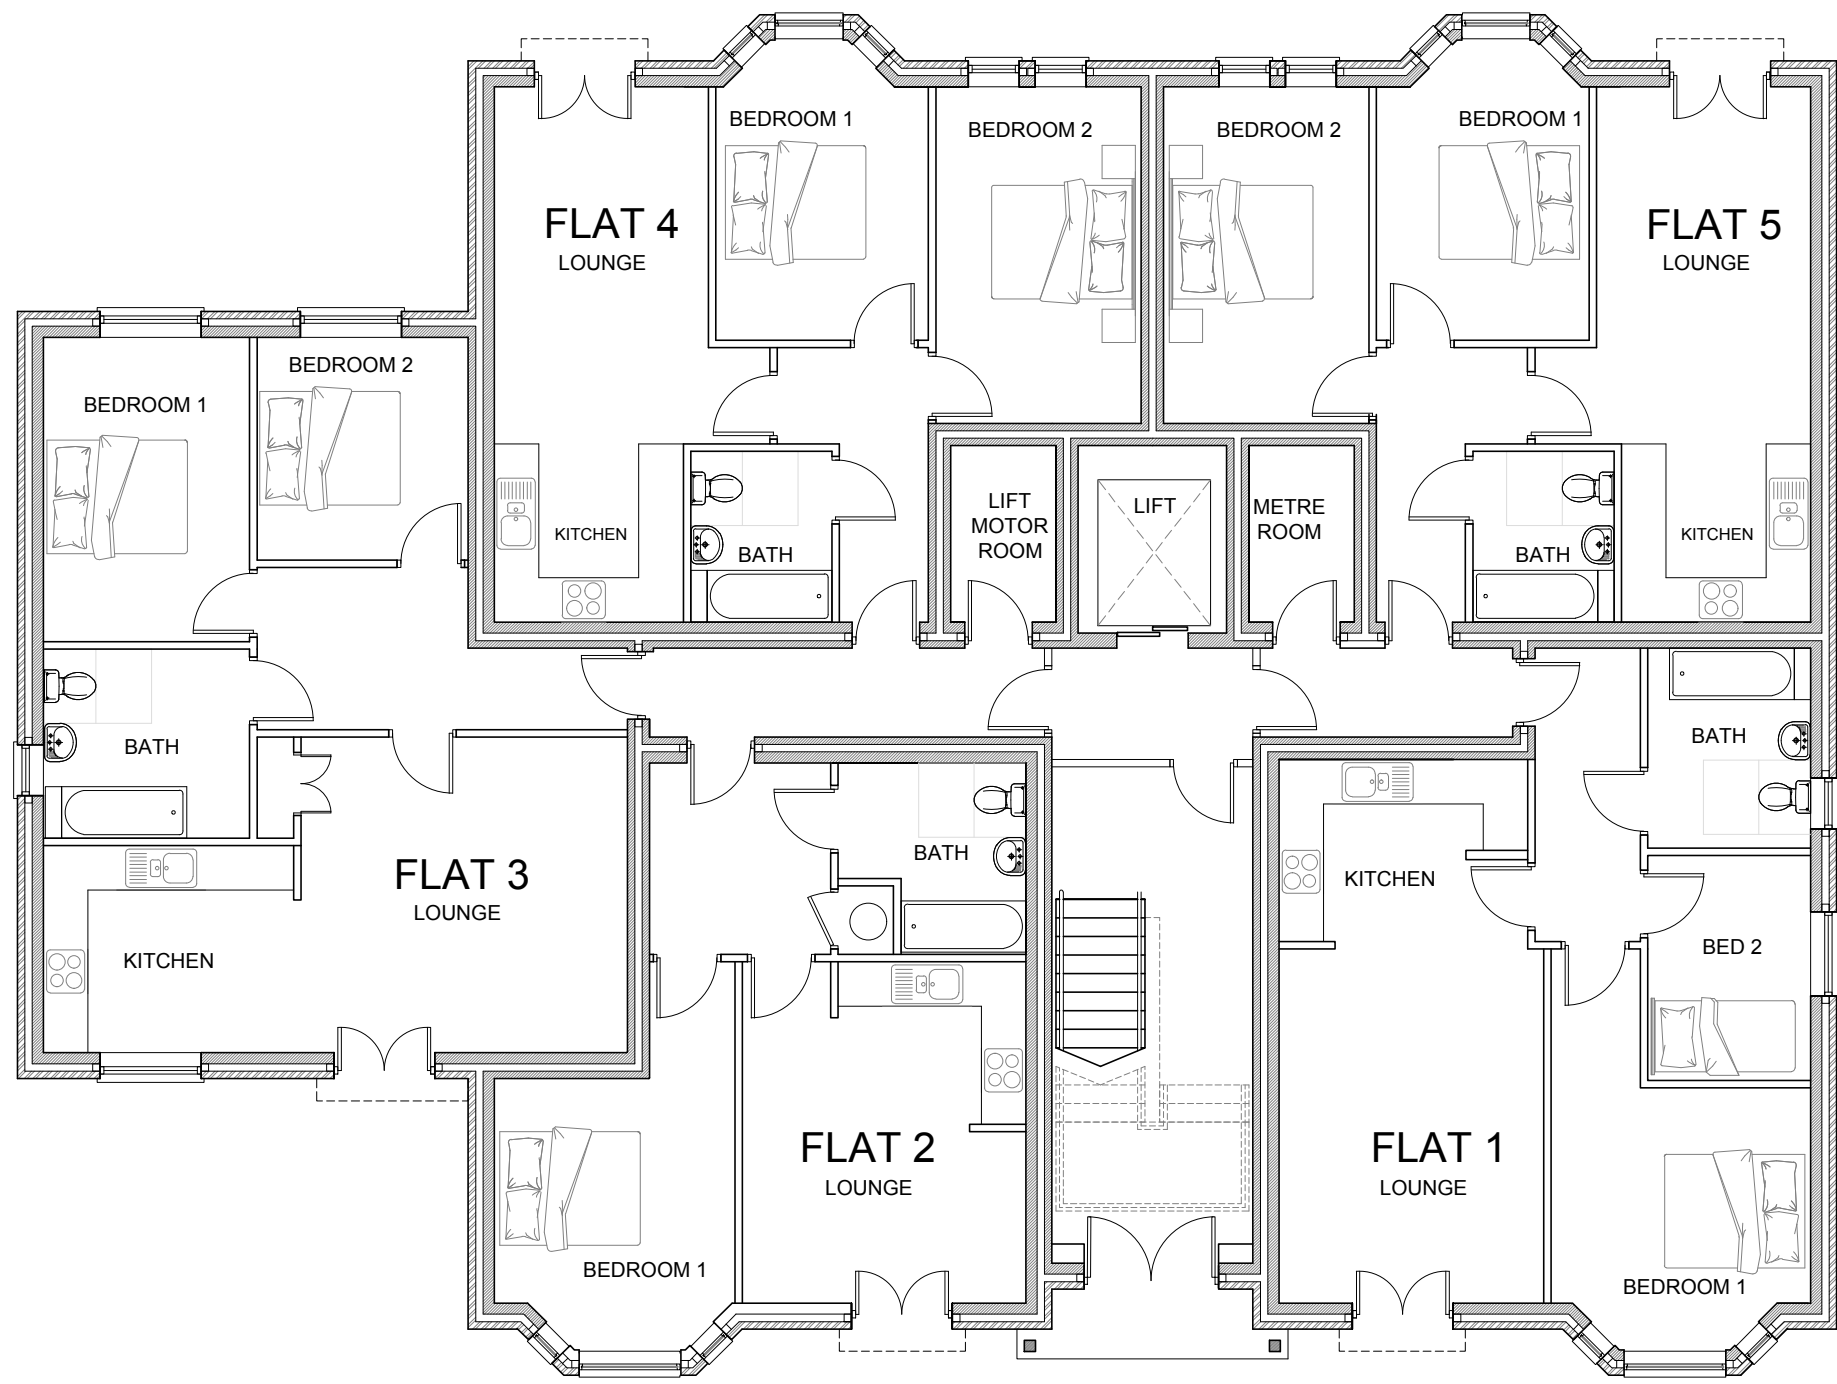 BEDROOM 1
BEDROOM 2
BEDROOM 2
BEDROOM 1
FLAT 4
LOUNGE
FLAT 5
LOUNGE
BEDROOM 1
BEDROOM 2
KITCHEN
BATH
LIFT
MOTOR
ROOM
LIFT
METRE
ROOM
BATH
KITCHEN
BATH
FLAT 3
LOUNGE
KITCHEN
BATH
KITCHEN
BATH
BED 2
FLAT 2
LOUNGE
BEDROOM 1
FLAT 1
LOUNGE
BEDROOM 1